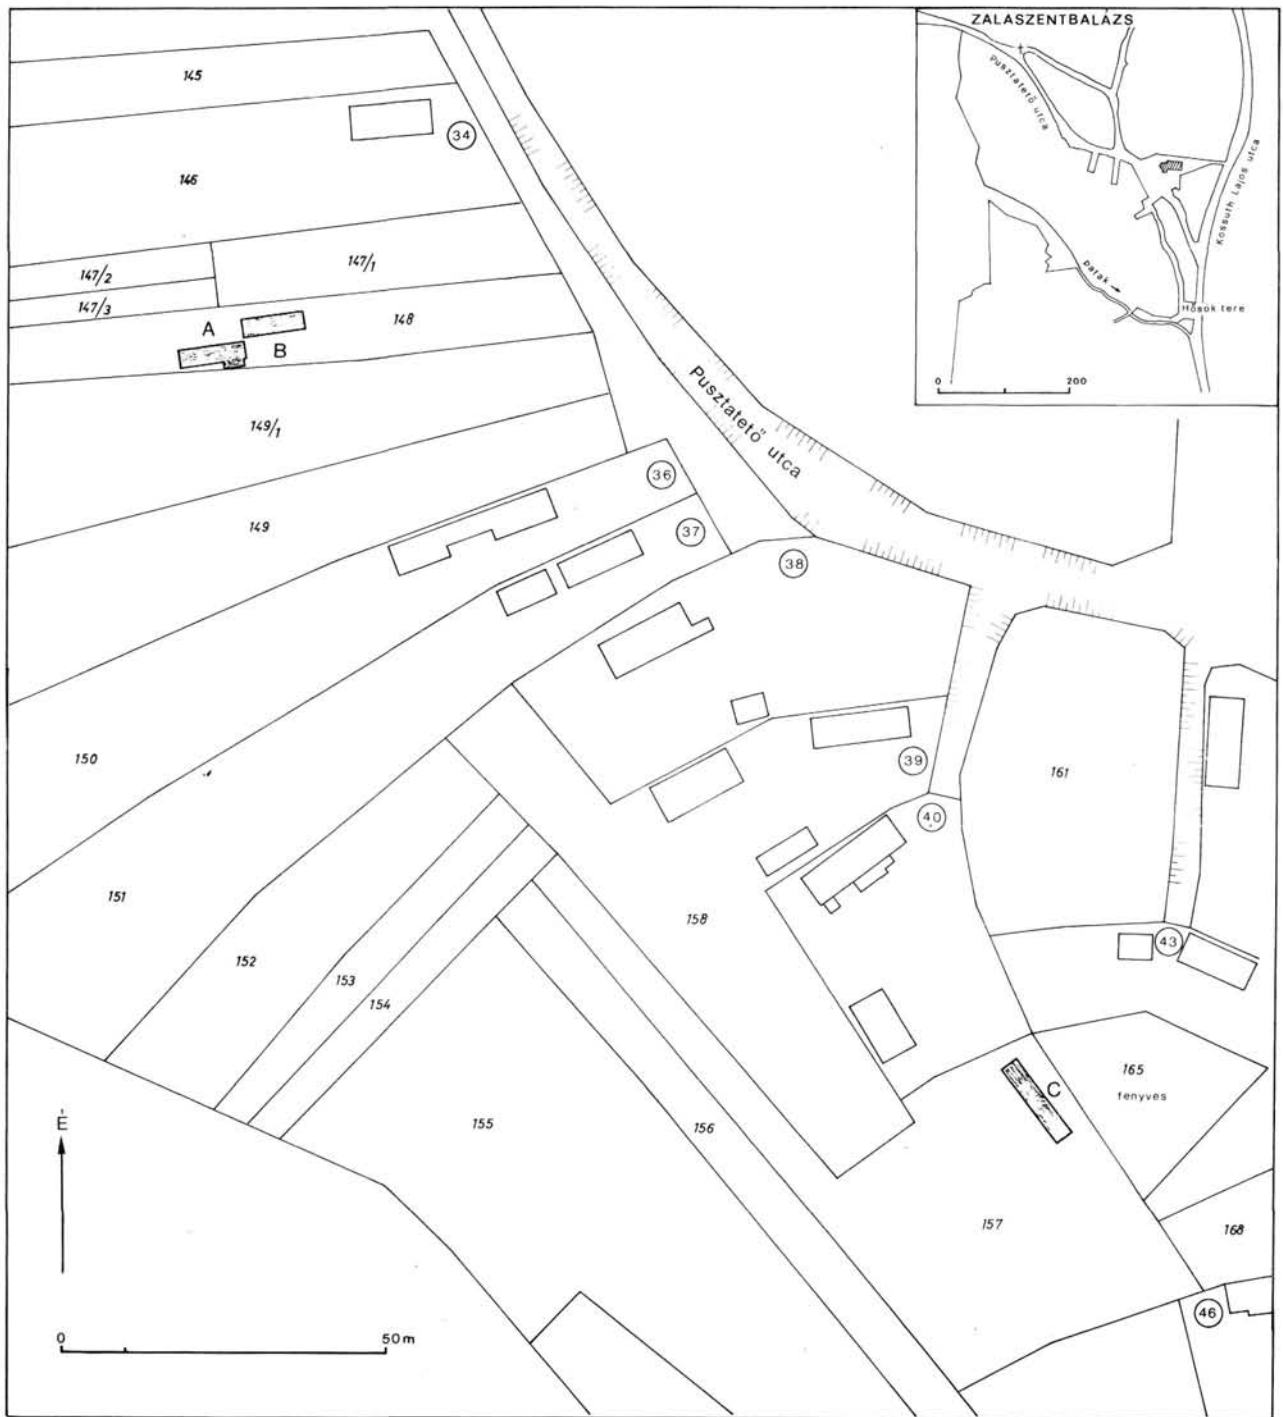 ZALASZENTBALÁZS
Pusztatető utca
Kossuth Lajos utca
patak
Hősök tere
0 200
145
34
146
147/1
147/2
147/3
148
A
B
149/1
Pusztatető utca
36
149
37
38
150
39
161
40
151
158
43
152
153
154
C
165
fenyves
155
156
É
157
168
46
0 50m